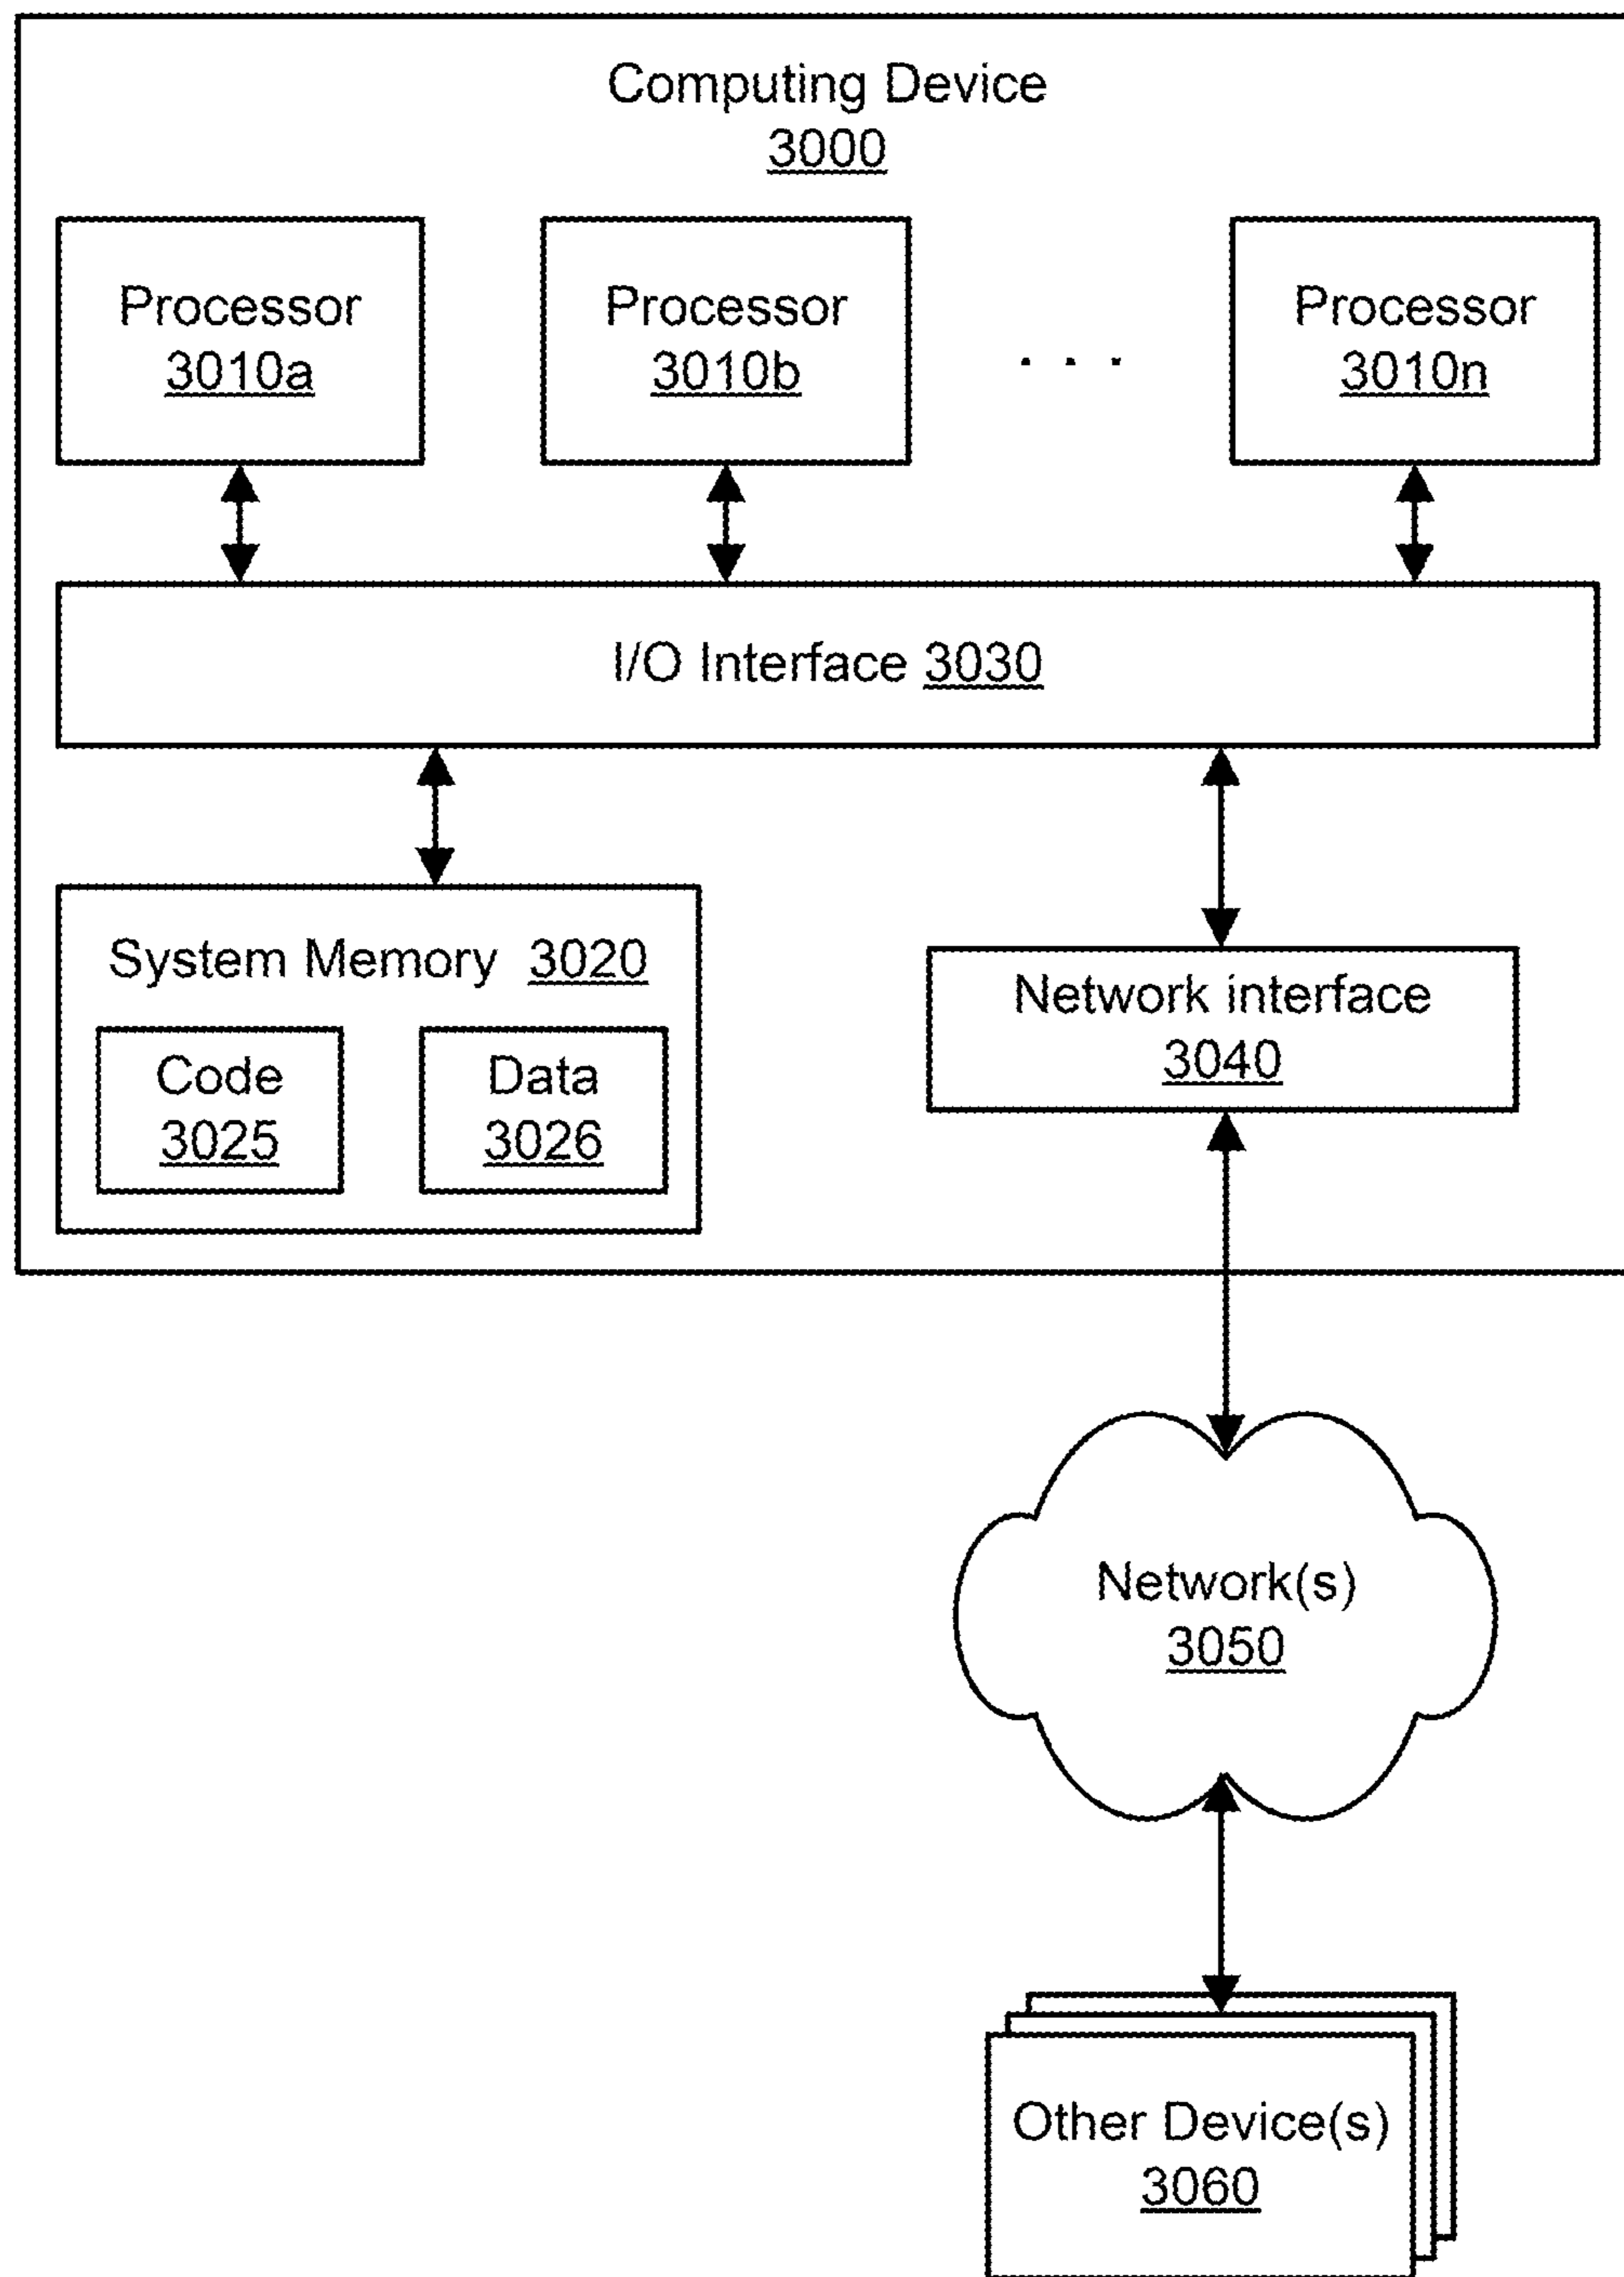 Computing Device
3000
Processor
3010a
Processor
3010b
. . .
Processor
3010n
I/O Interface 3030
System Memory 3020
Code
3025
Data
3026
Network interface
3040
Network(s)
3050
Other Device(s)
3060